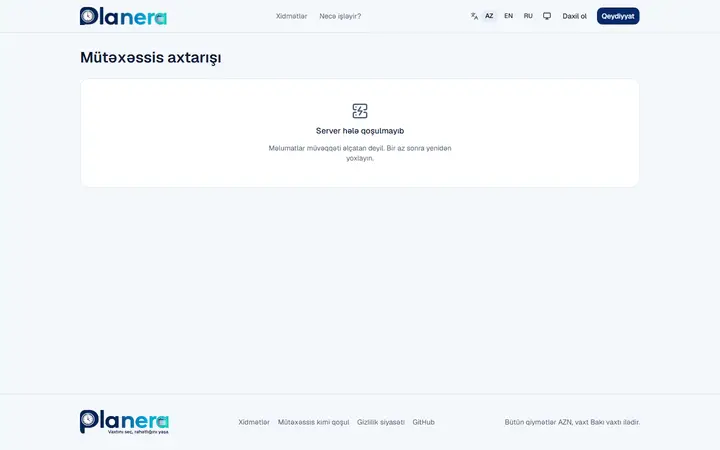 Planera
Xidmətlər
Necə işləyir?
AZ
EN
RU
Daxil ol
Qeydiyyat
Mütəxəssis axtarışı
Server hələ qoşulmayıb
Məlumatlar müvəqqəti əlçatan deyil. Bir az sonra yenidən
yoxlayın.
Planera
Vaxtını seç, rahatlığını yaşa.
Xidmətlər
Mütəxəssis kimi qoşul
Gizlilik siyasəti
GitHub
Bütün qiymətlər AZN, vaxt Bakı vaxtı ilədir.